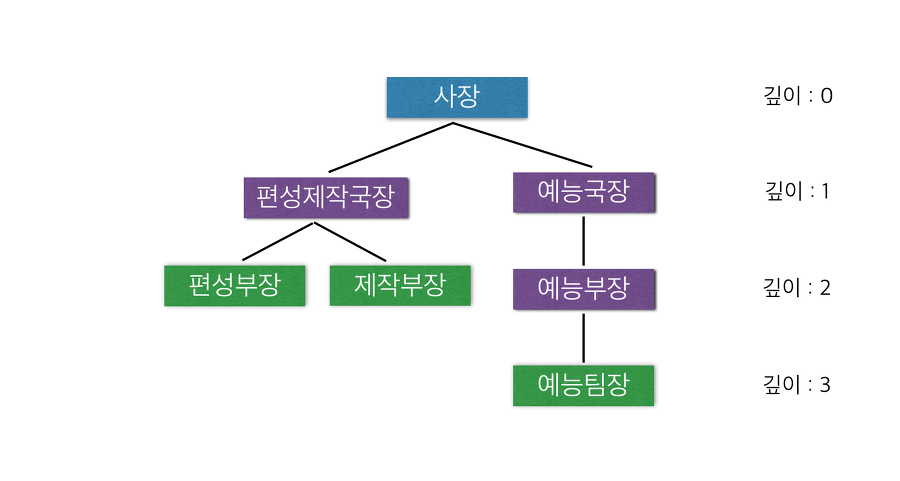 사장
깊이 : 0
편성제작국장
예능국장
깊이 : 1
편성부장
제작부장
예능부장
깊이 : 2
예능팀장
깊이 : 3